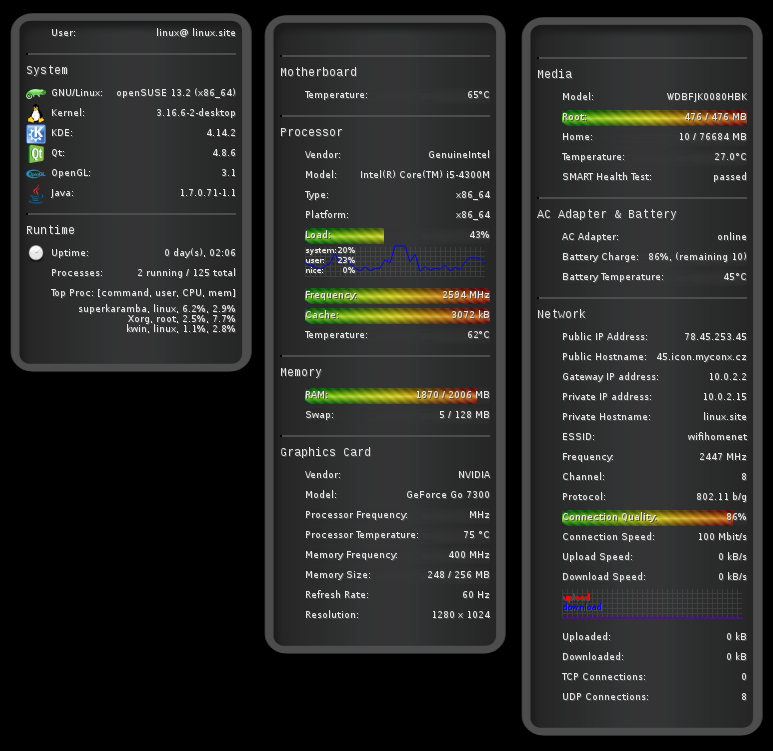 User: linux@ linux.site
System
GNU/Linux: openSUSE 13.2 (x86_64)
Kernel: 3.16.6-2-desktop
KDE: 4.14.2
Qt: 4.8.6
OpenGL: 3.1
Java: 1.7.0.71-1.1
Runtime
Uptime: 0 day(s), 02:06
Processes: 2 running / 125 total
Top Proc: [command, user, CPU, mem]
superkaramba, linux, 6.2%, 2.9%
Xorg, root, 2.5%, 7.7%
kwin, linux, 1.1%, 2.8%
Motherboard
Temperature: 65°C
Processor
Vendor: GenuineIntel
Model: Intel(R) Core(TM) i5-4300M
Type: x86_64
Platform: x86_64
Load: 43%
system: 20%
user: 23%
nice: 0%
Frequency: 2594 MHz
Cache: 3072 kB
Temperature: 62°C
Memory
RAM: 1870 / 2006 MB
Swap: 5 / 128 MB
Graphics Card
Vendor: NVIDIA
Model: GeForce Go 7300
Processor Frequency: MHz
Processor Temperature: 75 °C
Memory Frequency: 400 MHz
Memory Size: 248 / 256 MB
Refresh Rate: 60 Hz
Resolution: 1280 x 1024
Media
Model: WDBFJK0080HBK
Root: 476 / 476 MB
Home: 10 / 76684 MB
Temperature: 27.0°C
SMART Health Test: passed
AC Adapter & Battery
AC Adapter: online
Battery Charge: 86%, (remaining 10)
Battery Temperature: 45°C
Network
Public IP Address: 78.45.253.45
Public Hostname: 45.icon.myconx.cz
Gateway IP address: 10.0.2.2
Private IP address: 10.0.2.15
Private Hostname: linux.site
ESSID: wifihomenet
Frequency: 2447 MHz
Channel: 8
Protocol: 802.11 b/g
Connection Quality: 86%
Connection Speed: 100 Mbit/s
Upload Speed: 0 kB/s
Download Speed: 0 kB/s
upload
download
Uploaded: 0 kB
Downloaded: 0 kB
TCP Connections: 0
UDP Connections: 8